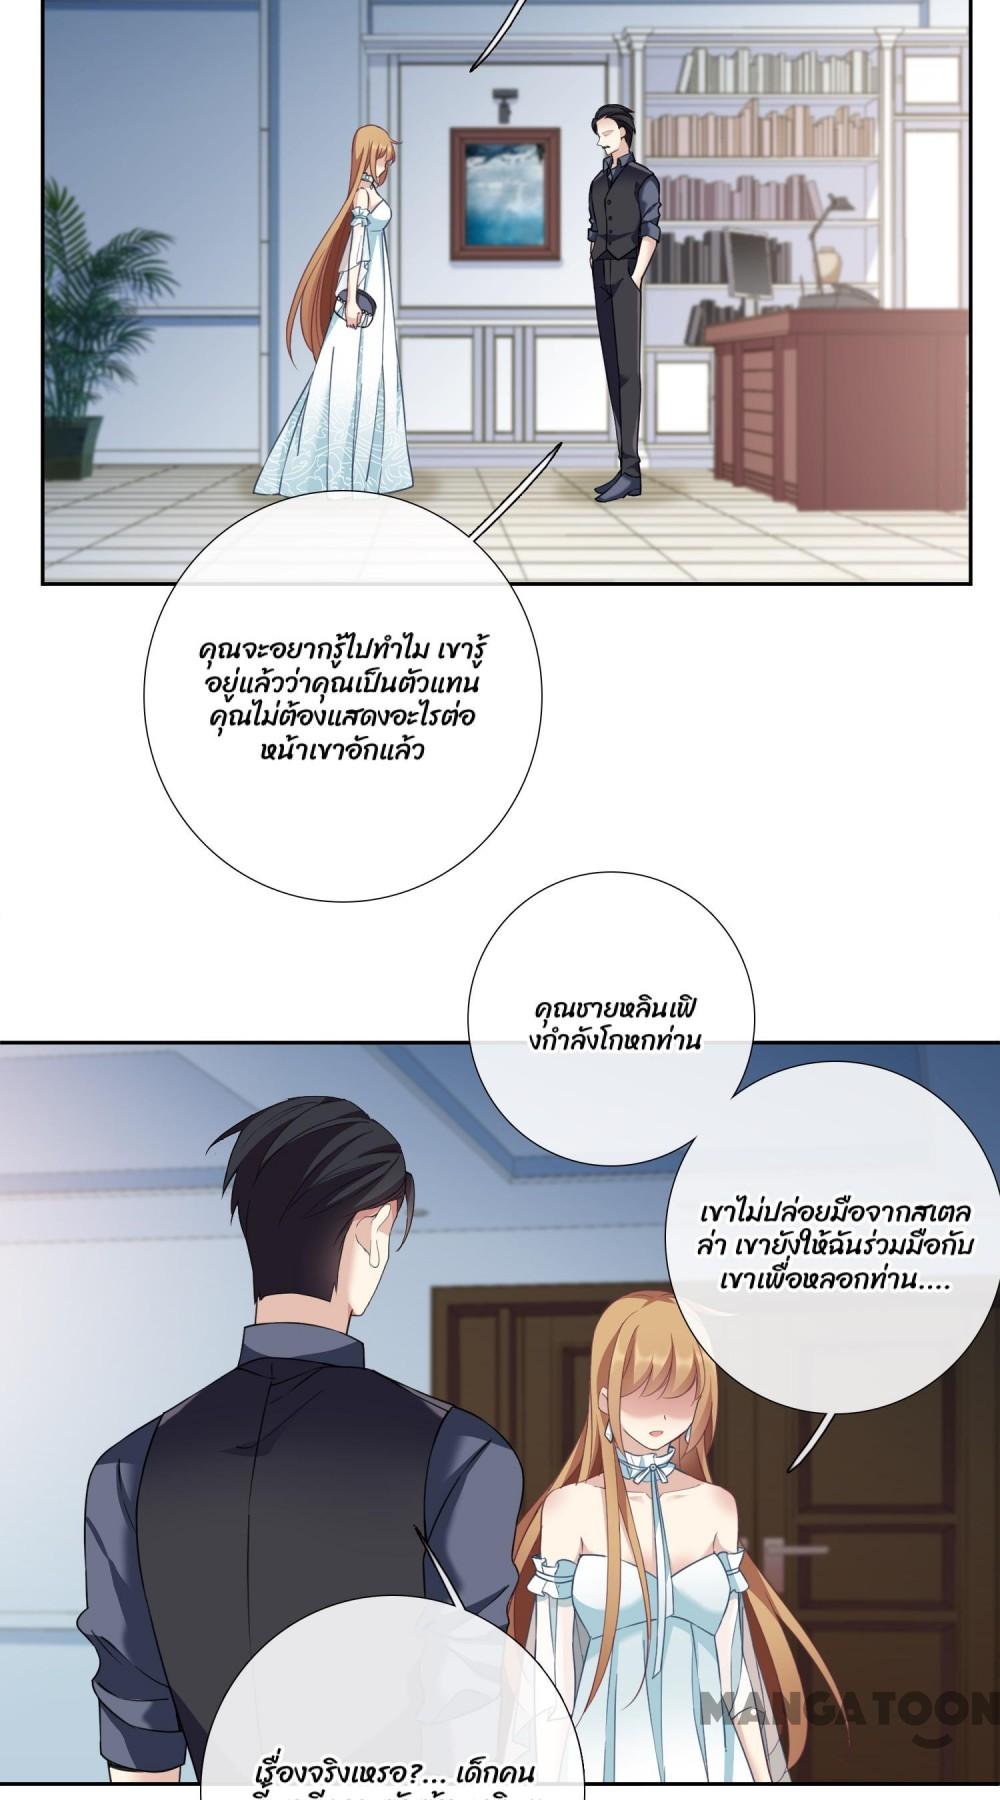 คุณจะอยากรู้ไปทำไม เขารู้
อยู่แล้วว่าคุณเป็นตัวแทน
คุณไม่ต้องแสดงอะไรต่อ
หน้าเขาอักแล้ว
คุณชายหลินเฟิ
งกำลังโกหกท่าน
เขาไม่ปล่อยมือจากสเตล
ล่า เขายังให้ฉันร่วมมือกับ
เขาเพื่อหลอกท่าน....
MANGATOON
เรื่องจริงเหรอ?... เด็กคน